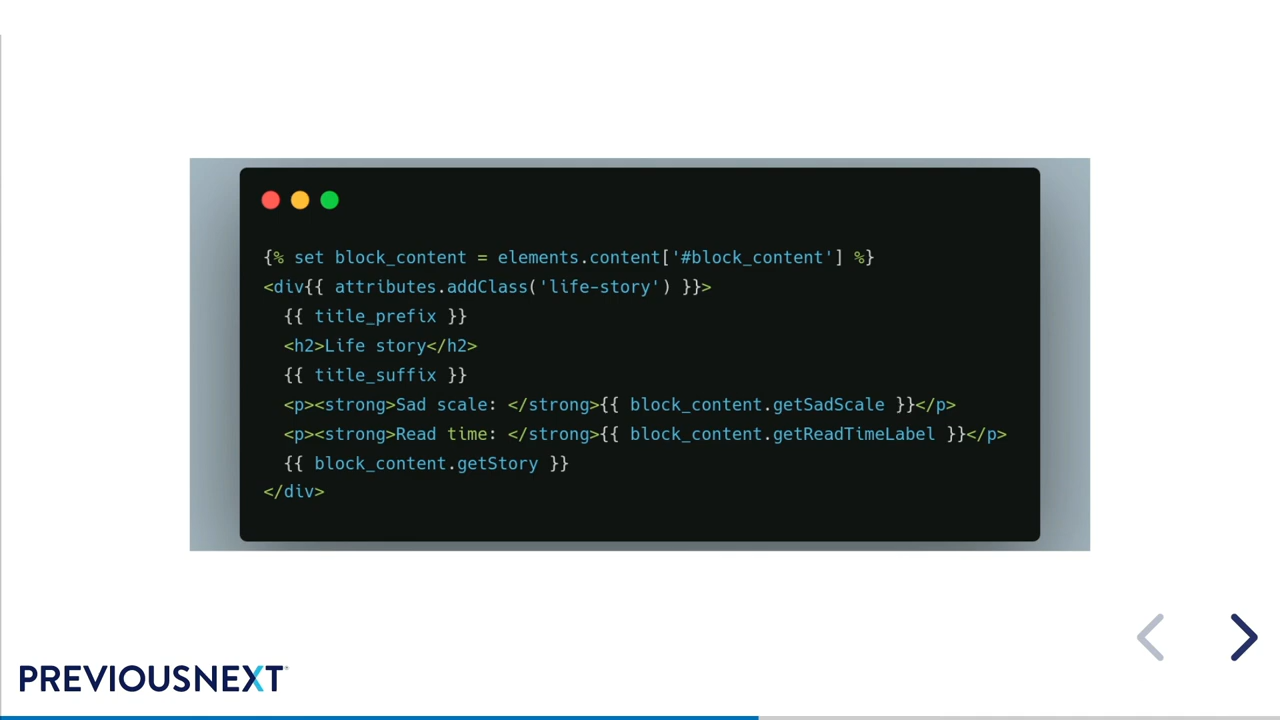 {% set block_content = elements.content['#block_content'] %}
<div{{ attributes.addClass('life-story') }}>
  {{ title_prefix }}
  <h2>Life story</h2>
  {{ title_suffix }}
  <p><strong>Sad scale: </strong>{{ block_content.getSadScale }}</p>
  <p><strong>Read time: </strong>{{ block_content.getReadTimeLabel }}</p>
  {{ block_content.getStory }}
</div>
PREVIOUSNEXT